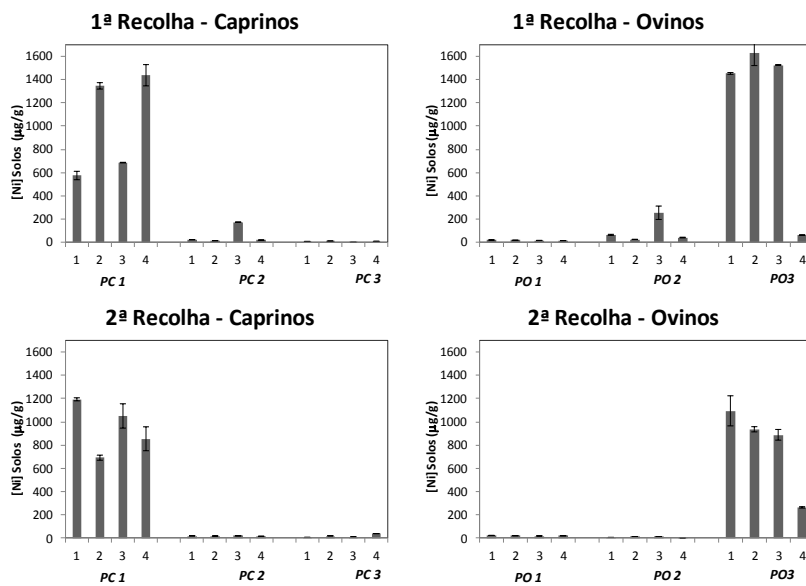 1ª Recolha - Caprinos
[Ni] Solos (µg/g)
1600
1400
1200
1000
800
600
400
200
0
1 2 3 4 1 2 3 4 1 2 3 4
PC 1 PC 2 PC 3
1ª Recolha - Ovinos
[Ni] Solos (µg/g)
1600
1400
1200
1000
800
600
400
200
0
1 2 3 4 1 2 3 4 1 2 3 4
PO 1 PO 2 PO3
2ª Recolha - Caprinos
[Ni] Solos (µg/g)
1600
1400
1200
1000
800
600
400
200
0
1 2 3 4 1 2 3 4 1 2 3 4
PC 1 PC 2 PC 3
2ª Recolha - Ovinos
[Ni] Solos (µg/g)
1600
1400
1200
1000
800
600
400
200
0
1 2 3 4 1 2 3 4 1 2 3 4
PO 1 PO 2 PO3